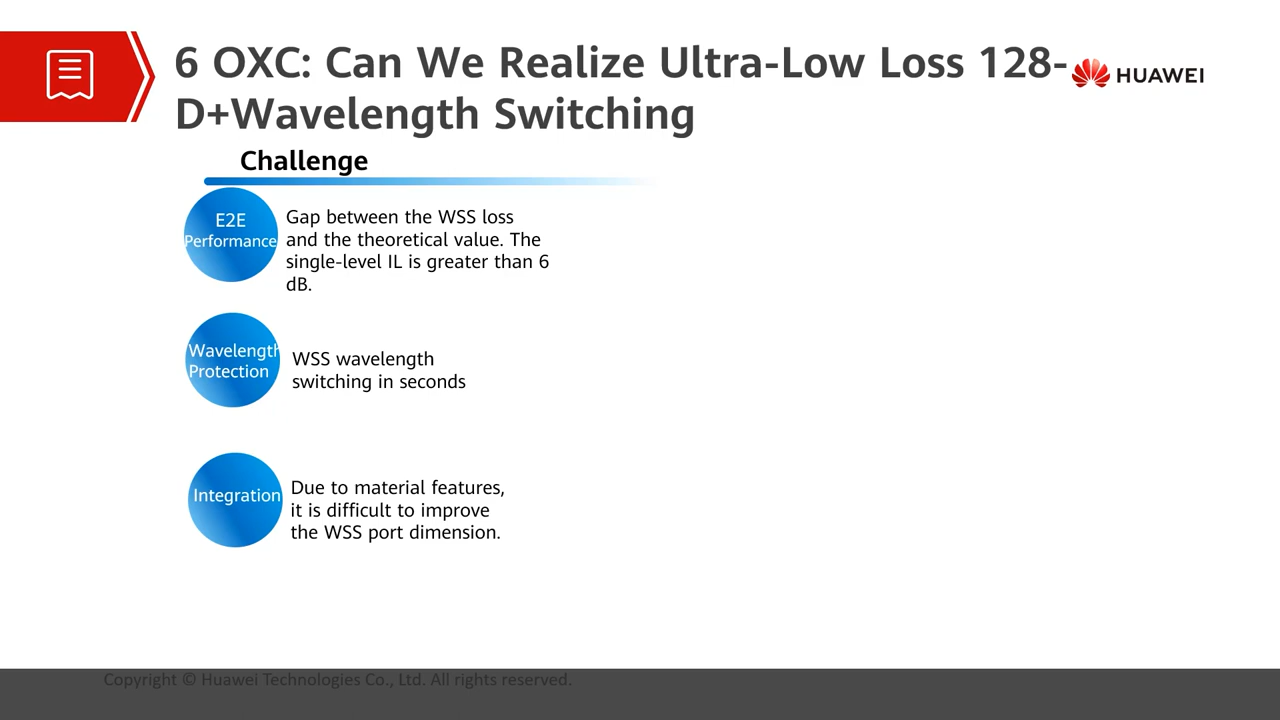 6 OXC: Can We Realize Ultra-Low Loss 128-
D+Wavelength Switching
HUAWEI
Challenge
E2E
Performance
Gap between the WSS loss
and the theoretical value. The
single-level IL is greater than 6
dB.
Wavelength
Protection
WSS wavelength
switching in seconds
Integration
Due to material features,
it is difficult to improve
the WSS port dimension.
Copyright © Huawei Technologies Co., Ltd. All rights reserved.